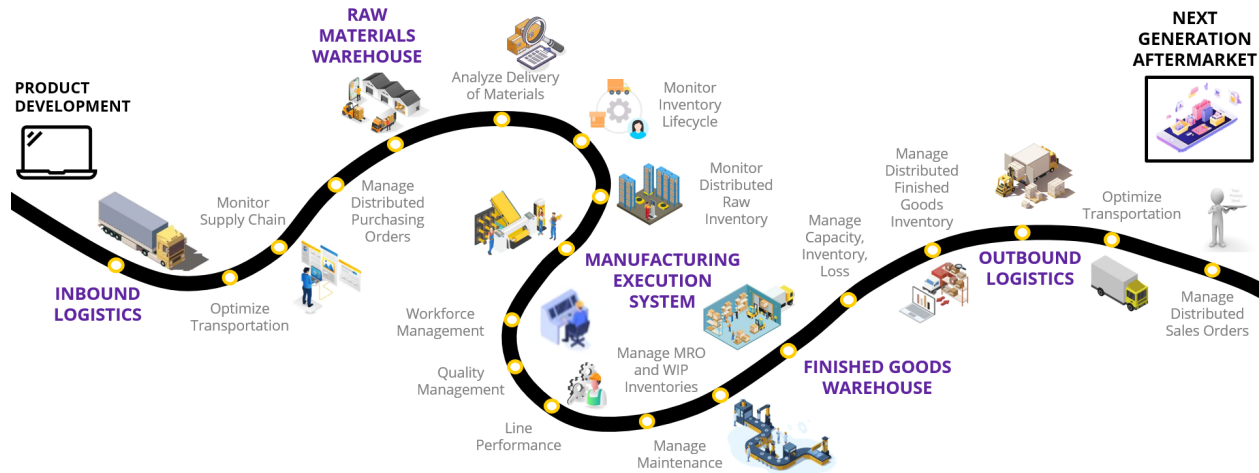 PRODUCT
DEVELOPMENT
INBOUND
LOGISTICS
Optimize
Transportation
Monitor
Supply Chain
Manage
Distributed
Purchasing
Orders
RAW
MATERIALS
WAREHOUSE
Analyze Delivery
of Materials
Monitor
Inventory
Lifecycle
Monitor
Distributed
Raw
Inventory
MANUFACTURING
EXECUTION
SYSTEM
Workforce
Management
Quality
Management
Line
Performance
Manage MRO
and WIP
Inventories
Manage
Maintenance
FINISHED GOODS
WAREHOUSE
Manage
Capacity,
Inventory,
Loss
Manage
Distributed
Finished
Goods
Inventory
OUTBOUND
LOGISTICS
Optimize
Transportation
Manage
Distributed
Sales Orders
NEXT
GENERATION
AFTERMARKET